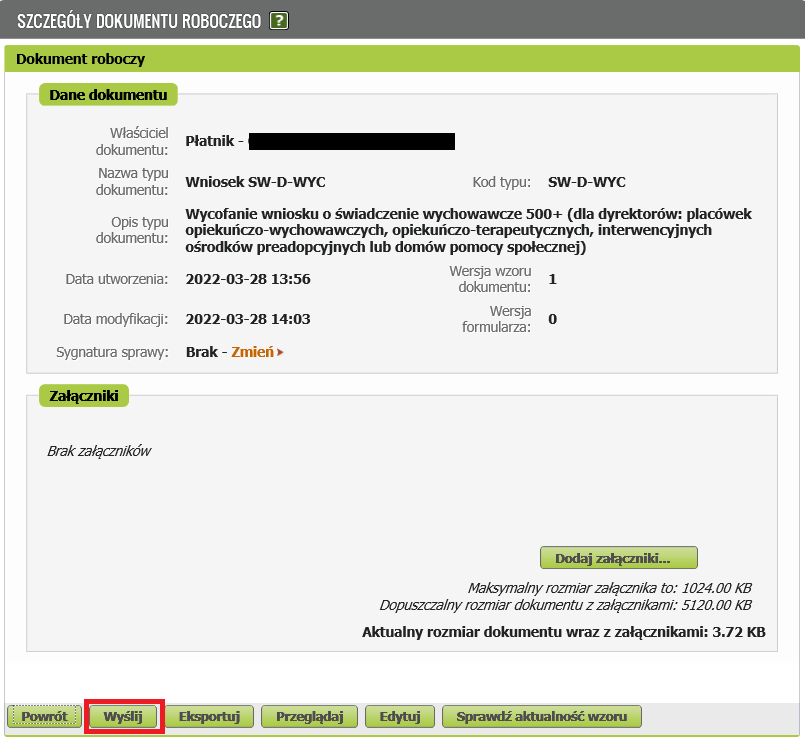 SZCZEGÓŁY DOKUMENTU ROBOCZEGO ?
Dokument roboczy
Dane dokumentu
Właściciel dokumentu: Płatnik -
Nazwa typu dokumentu: Wniosek SW-D-WYC Kod typu: SW-D-WYC
Opis typu dokumentu: Wycofanie wniosku o świadczenie wychowawcze 500+ (dla dyrektorów: placówek
opiekuńczo-wychowawczych, opiekuńczo-terapeutycznych, interwencyjnych
ośrodków preadopcyjnych lub domów pomocy społecznej)
Data utworzenia: 2022-03-28 13:56 Wersja wzoru dokumentu: 1
Data modyfikacji: 2022-03-28 14:03 Wersja formularza: 0
Sygnatura sprawy: Brak - Zmień
Załączniki
Brak załączników
Dodaj załączniki...
Maksymalny rozmiar załącznika to: 1024.00 KB
Dopuszczalny rozmiar dokumentu z załącznikami: 5120.00 KB
Aktualny rozmiar dokumentu wraz z załącznikami: 3.72 KB
Powrót Wyślij Eksportuj Przeglądaj Edytuj Sprawdź aktualność wzoru